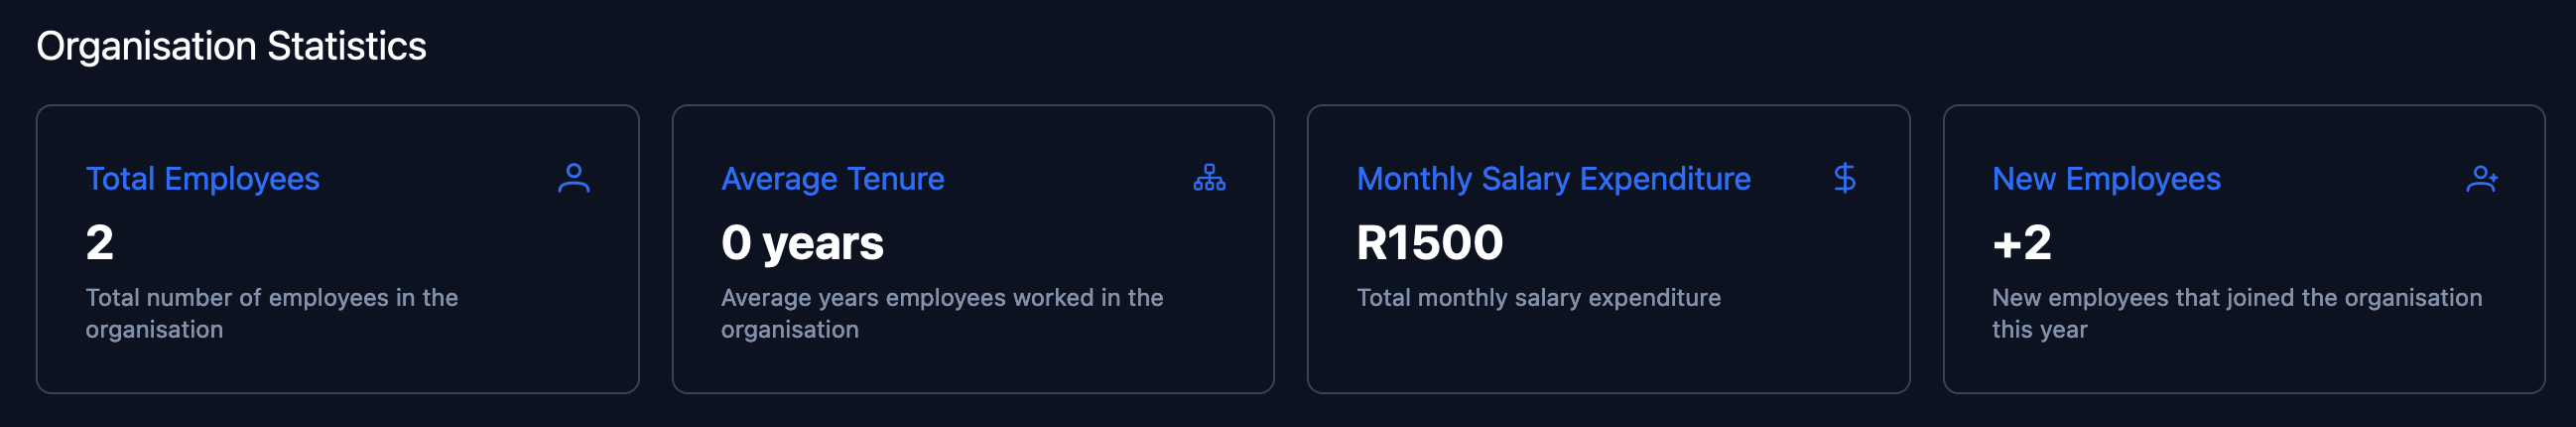 Organisation Statistics
Total Employees
2
Total number of employees in the
organisation
Average Tenure
0 years
Average years employees worked in the
organisation
Monthly Salary Expenditure
$
R1500
Total monthly salary expenditure
New Employees
+2
New employees that joined the organisation
this year